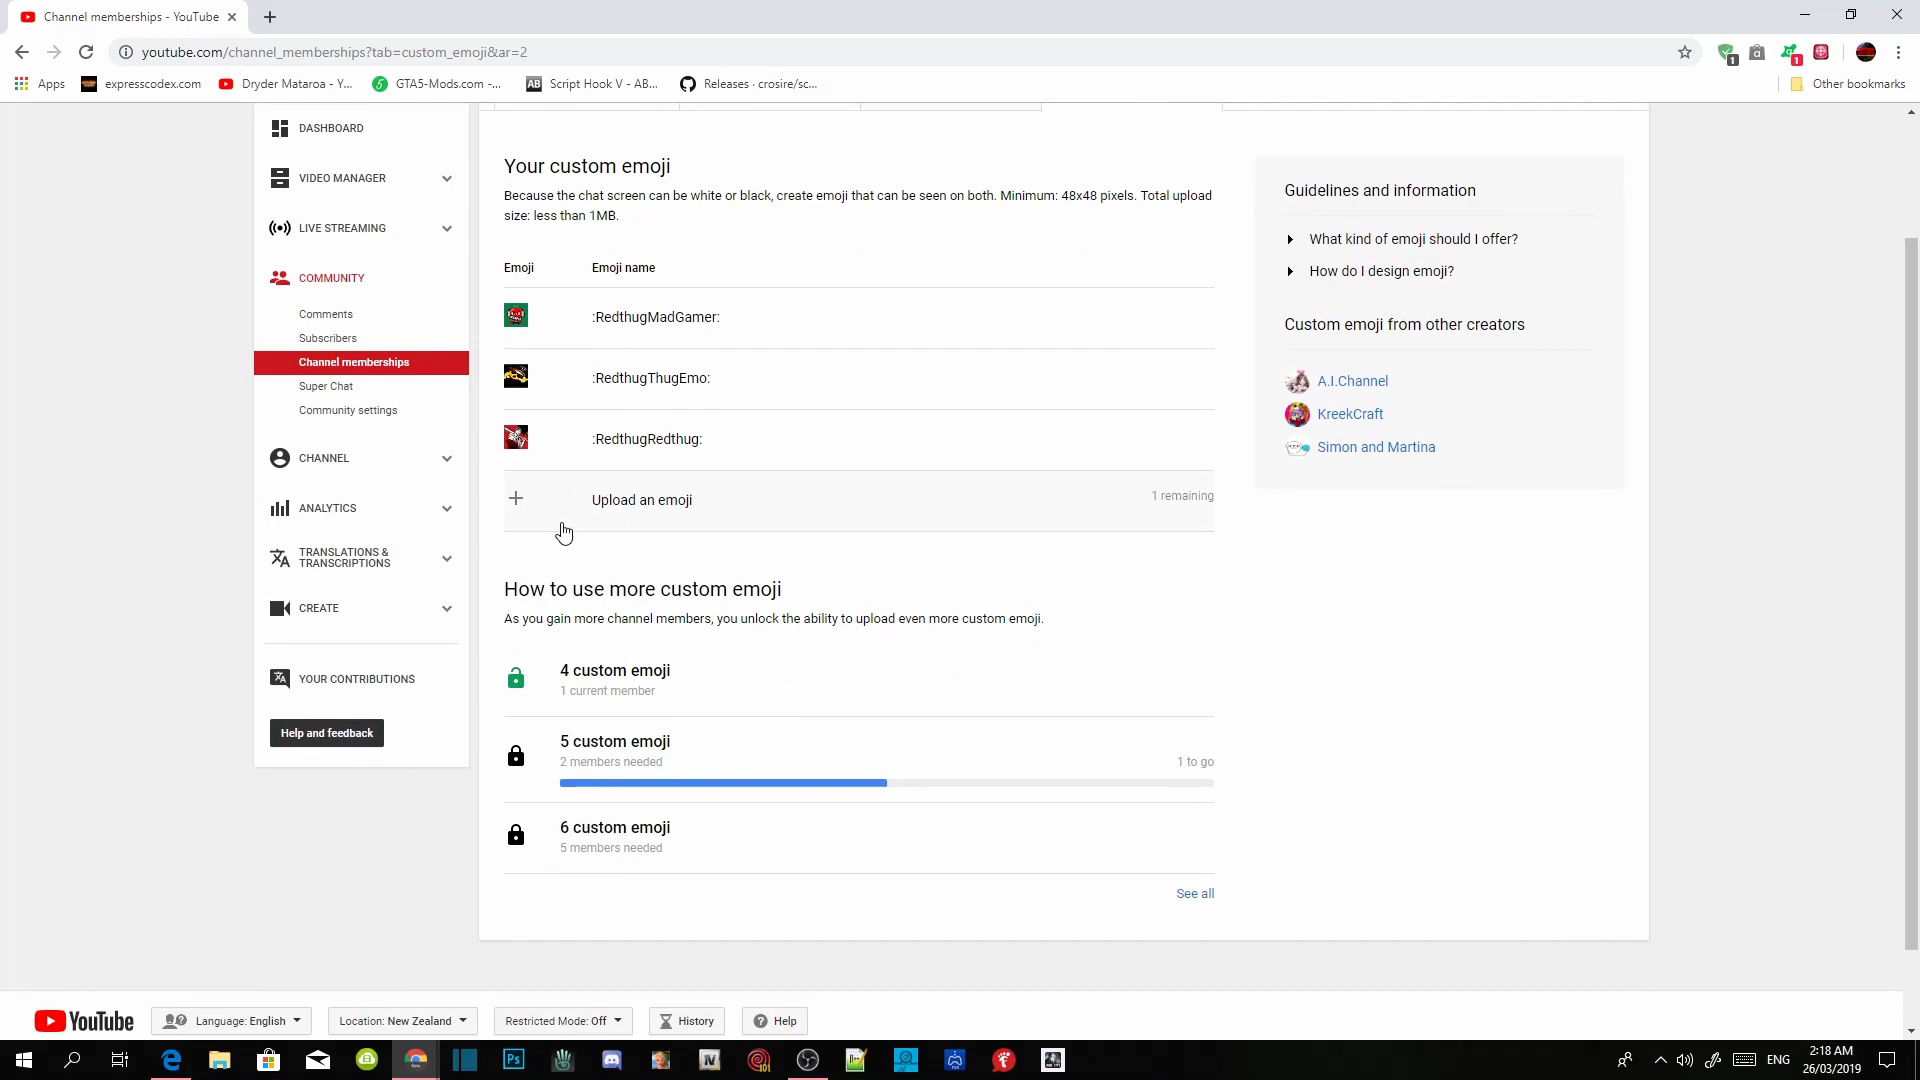 Channel memberships - YouTube
youtube.com/channel_memberships?tab=custom_emoji&ar=2
1
1
Apps
expresscodex.com
Dryder Mataroa - Y...
GTA5-Mods.com -...
AB
Script Hook V - AB...
Releases · crosire/sc...
Other bookmarks
DASHBOARD
VIDEO MANAGER
LIVE STREAMING
COMMUNITY
Comments
Subscribers
Channel memberships
Super Chat
Community settings
CHANNEL
ANALYTICS
TRANSLATIONS &
TRANSCRIPTIONS
CREATE
YOUR CONTRIBUTIONS
Help and feedback
Your custom emoji
Because the chat screen can be white or black, create emoji that can be seen on both. Minimum: 48x48 pixels. Total upload
size: less than 1MB.
Emoji Emoji name
:RedthugMadGamer:
:RedthugThugEmo:
:RedthugRedthug:
Upload an emoji 1 remaining
How to use more custom emoji
As you gain more channel members, you unlock the ability to upload even more custom emoji.
4 custom emoji
1 current member
5 custom emoji
2 members needed 1 to go
6 custom emoji
5 members needed
See all
Guidelines and information
What kind of emoji should I offer?
How do I design emoji?
Custom emoji from other creators
A.I.Channel
KreekCraft
Simon and Martina
YouTube
Language: English
Location: New Zealand
Restricted Mode: Off
History
Help
Ps
IV
101
ENG
2:18 AM
26/03/2019